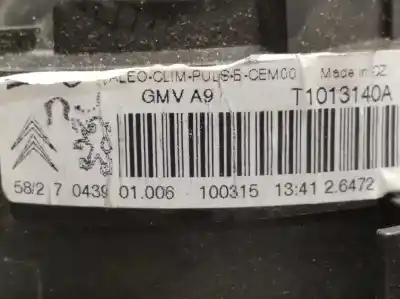 ALEO-CLIM-PULS-E-CEM00 Made in CZ
GMV A9 T1013140A
58/2 7 0439 01.006 100315 13:41 2.6472